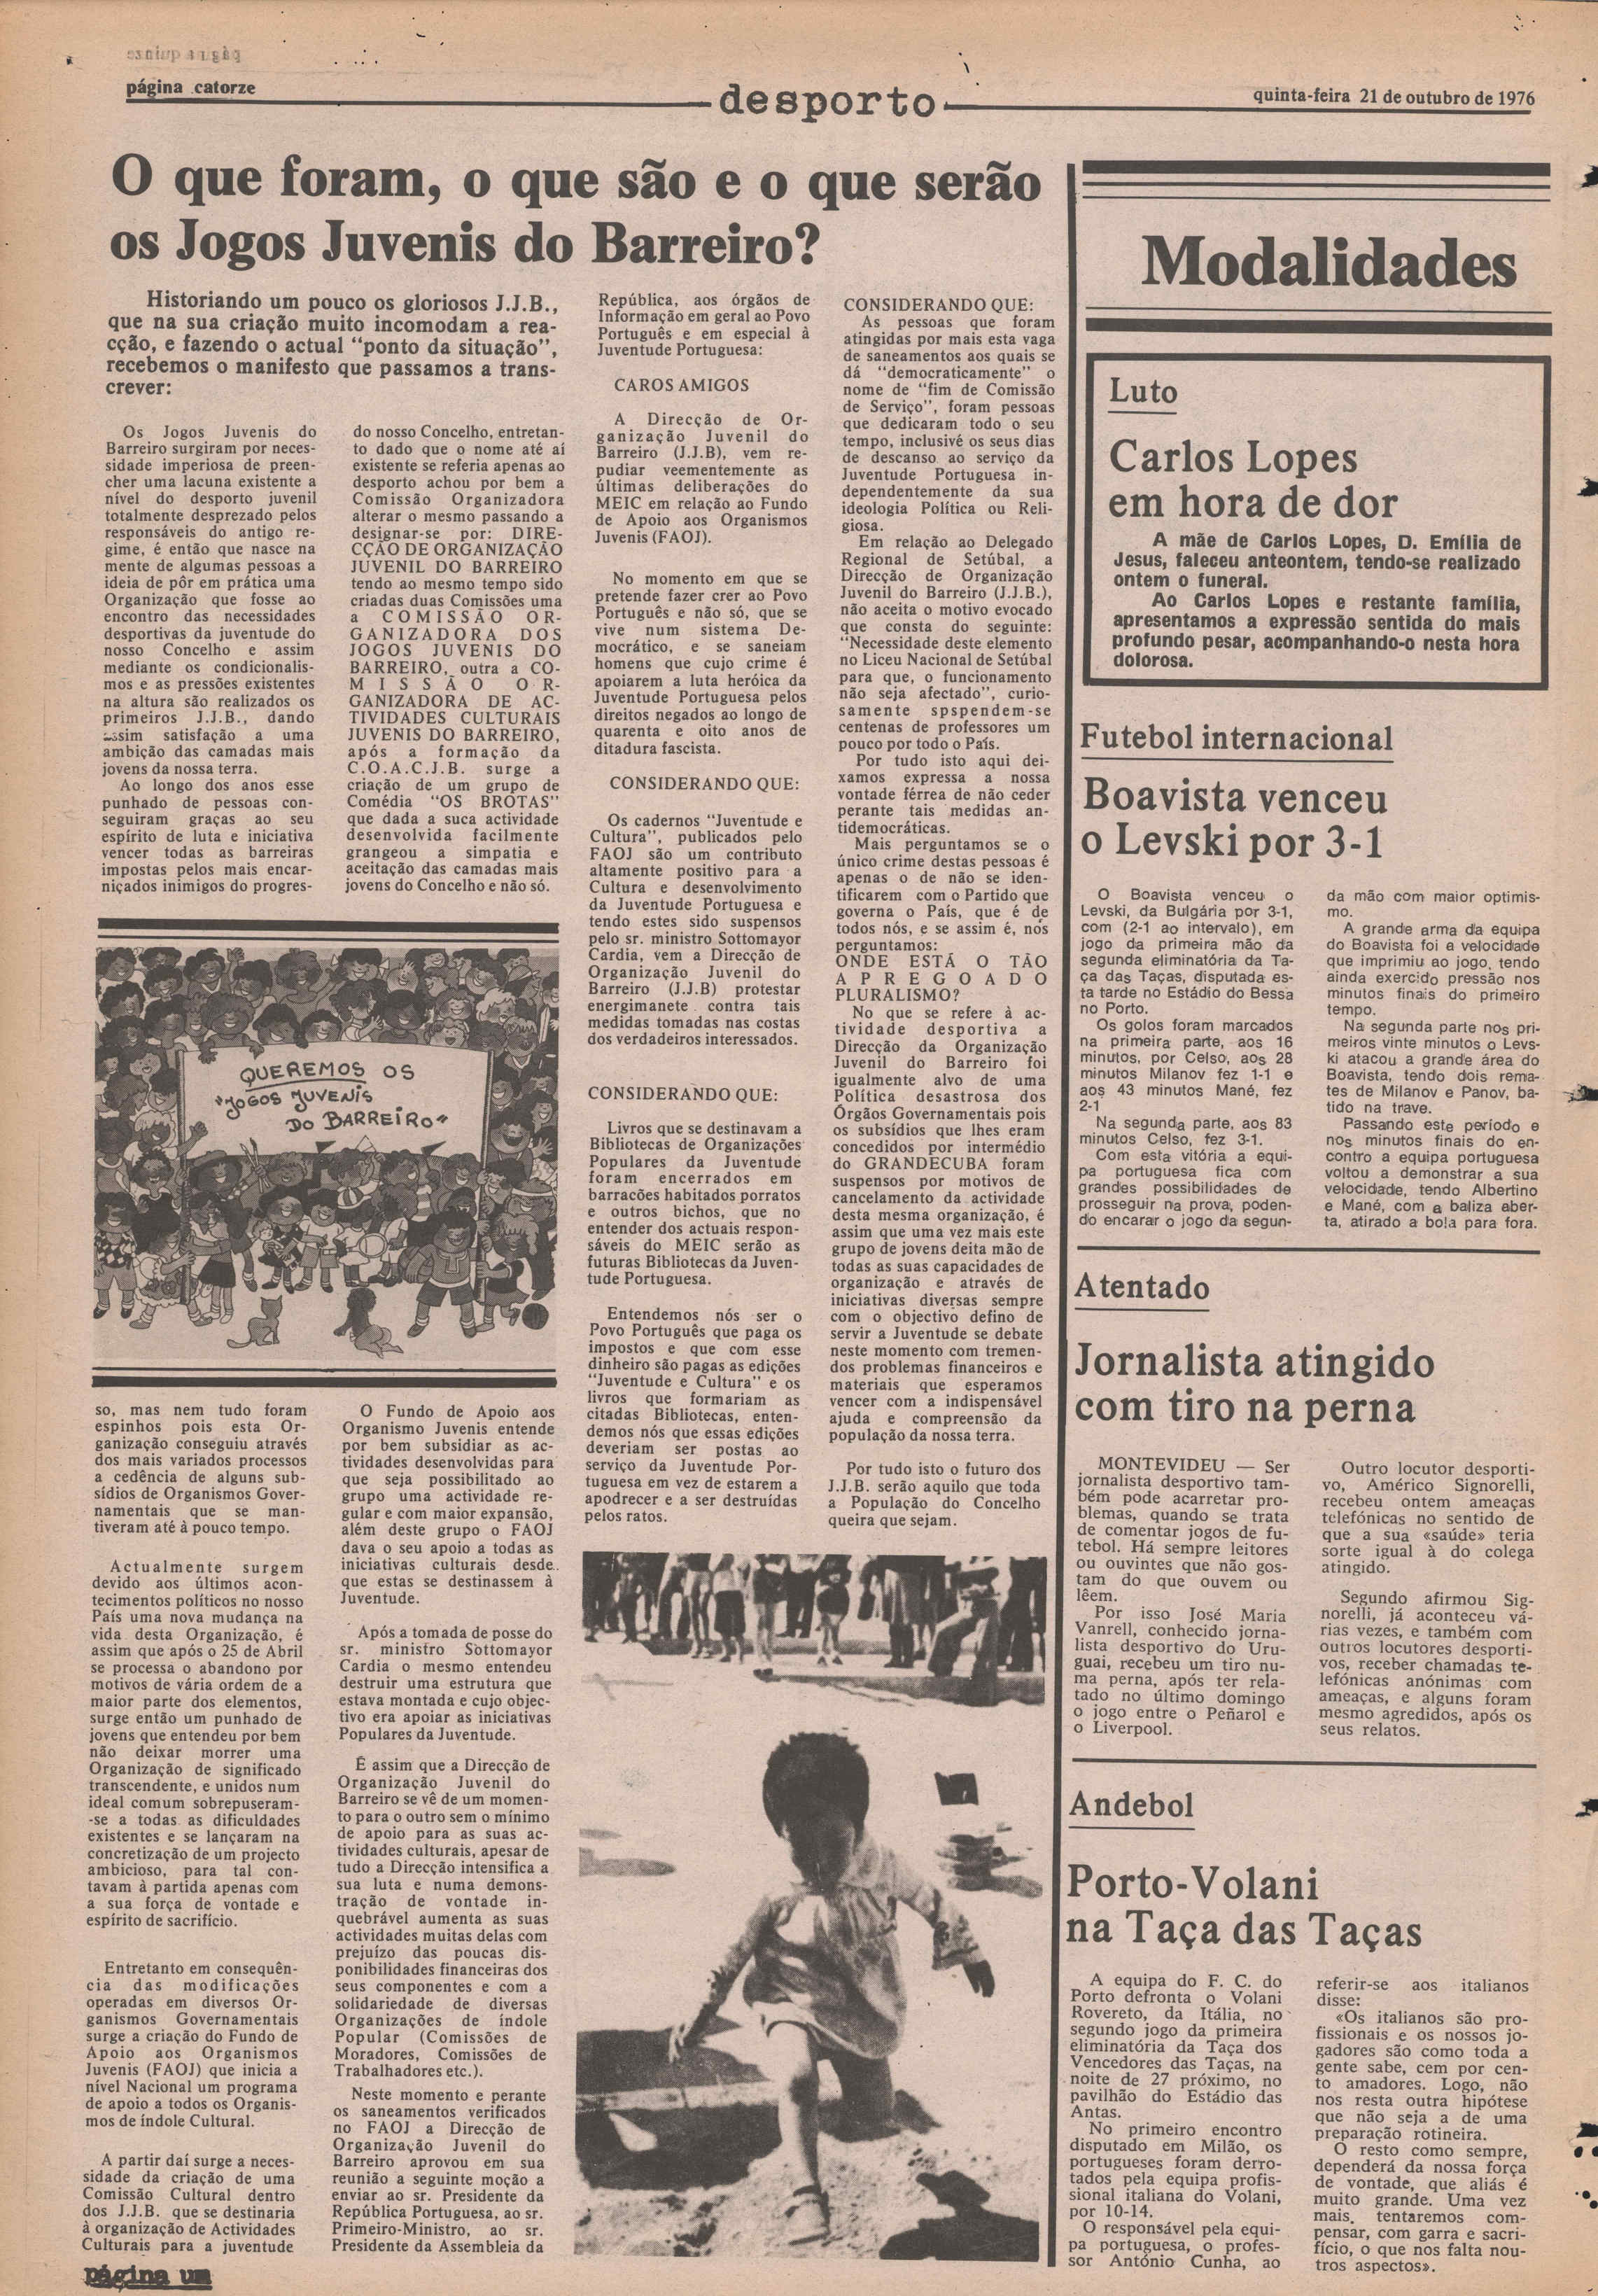 página catorze
desporto
quinta-feira 21 de outubro de 1976
O que foram, o que são e o que serão
os Jogos Juvenis do Barreiro?
Historiando um pouco os gloriosos J.J.B.,
que na sua criação muito incomodam a rea-
cção, e fazendo o actual “ponto da situação”,
recebemos o manifesto que passamos a trans-
crever:
Os Jogos Juvenis do
Barreiro surgiram por neces-
sidade imperiosa de preen-
cher uma lacuna existente a
nível do desporto juvenil
totalmente desprezado pelos
responsáveis do antigo re-
gime, é então que nasce na
mente de algumas pessoas a
ideia de pôr em prática uma
Organização que fosse ao
encontro das necessidades
desportivas da juventude do
nosso Concelho e assim
mediante os condicionalis-
mos e as pressões existentes
na altura são realizados os
primeiros J.J.B., dando
assim satisfação a uma
ambição das camadas mais
jovens da nossa terra.
Ao longo dos anos esse
punhado de pessoas con-
seguiram graças ao seu
espírito de luta e iniciativa
vencer todas as barreiras
impostas pelos mais encar-
niçados inimigos do progres-
QUEREMOS OS
"JOGOS JUVENIS
DO BARREIRO"
so, mas nem tudo foram
espinhos pois esta Or-
ganização conseguiu através
dos mais variados processos
a cedência de alguns sub-
sídios de Organismos Gover-
namentais que se man-
tiveram até à pouco tempo.
Actualmente surgem
devido aos últimos acon-
tecimentos políticos no nosso
País uma nova mudança na
vida desta Organização, é
assim que após o 25 de Abril
se processa o abandono por
motivos de vária ordem de a
maior parte dos elementos,
surge então um punhado de
jovens que entendeu por bem
não deixar morrer uma
Organização de significado
transcendente, e unidos num
ideal comum sobrepuseram-
-se a todas as dificuldades
existentes e se lançaram na
concretização de um projecto
ambicioso, para tal con-
tavam à partida apenas com
a sua força de vontade e
espírito de sacrifício.
Entretanto em consequên-
cia das modificações
operadas em diversos Or-
ganismos Governamentais
surge a criação do Fundo de
Apoio aos Organismos
Juvenis (FAOJ) que inicia a
nível Nacional um programa
de apoio a todos os Organis-
mos de índole Cultural.
A partir daí surge a neces-
sidade da criação de uma
Comissão Cultural dentro
dos J.J.B. que se destinaria
à organização de Actividades
Culturais para a juventude
do nosso Concelho, entretan-
to dado que o nome até aí
existente se referia apenas ao
desporto achou por bem a
Comissão Organizadora
alterar o mesmo passando a
designar-se por: DIRE-
CÇÃO DE ORGANIZAÇÃO
JUVENIL DO BARREIRO
tendo ao mesmo tempo sido
criadas duas Comissões uma
a COMISSÃO OR-
GANIZADORA DOS
JOGOS JUVENIS DO
BARREIRO, outra a CO-
MISSÃO OR-
GANIZADORA DE AC-
TIVIDADES CULTURAIS
JUVENIS DO BARREIRO,
após a formação da
C.O.A.C.J.B. surge a
criação de um grupo de
Comédia “OS BROTAS”
que dada a suca actividade
desenvolvida facilmente
grangeou a simpatia e
aceitação das camadas mais
jovens do Concelho e não só.
O Fundo de Apoio aos
Organismo Juvenis entende
por bem subsidiar as ac-
tividades desenvolvidas para
que seja possibilitado ao
grupo uma actividade re-
gular e com maior expansão,
além deste grupo o FAOJ
dava o seu apoio a todas as
iniciativas culturais desde
que estas se destinassem à
Juventude.
Após a tomada de posse do
sr. ministro Sottomayor
Cardia o mesmo entendeu
destruir uma estrutura que
estava montada e cujo objec-
tivo era apoiar as iniciativas
Populares da Juventude.
É assim que a Direcção de
Organização Juvenil do
Barreiro se vê de um momen-
to para o outro sem o mínimo
de apoio para as suas ac-
tividades culturais, apesar de
tudo a Direcção intensifica a
sua luta e numa demons-
tração de vontade in-
quebrável aumenta as suas
actividades muitas delas com
prejuízo das poucas dis-
ponibilidades financeiras dos
seus componentes e com a
solidariedade de diversas
Organizações de índole
Popular (Comissões de
Moradores, Comissões de
Trabalhadores etc.).
Neste momento e perante
os saneamentos verificados
no FAOJ a Direcção de
Organização Juvenil do
Barreiro aprovou em sua
reunião a seguinte moção a
enviar ao sr. Presidente da
República Portuguesa, ao sr.
Primeiro-Ministro, ao sr.
Presidente da Assembleia da
República, aos órgãos de
Informação em geral ao Povo
Português e em especial à
Juventude Portuguesa:
CAROS AMIGOS
A Direcção de Or-
ganização Juvenil do
Barreiro (J.J.B), vem re-
pudiar veementemente as
últimas deliberações do
MEIC em relação ao Fundo
de Apoio aos Organismos
Juvenis (FAOJ).
No momento em que se
pretende fazer crer ao Povo
Português e não só, que se
vive num sistema De-
mocrático, e se saneiam
homens que cujo crime é
apoiarem a luta heróica da
Juventude Portuguesa pelos
direitos negados ao longo de
quarenta e oito anos de
ditadura fascista.
CONSIDERANDO QUE:
Os cadernos “Juventude e
Cultura”, publicados pelo
FAOJ são um contributo
altamente positivo para a
Cultura e desenvolvimento
da Juventude Portuguesa e
tendo estes sido suspensos
pelo sr. ministro Sottomayor
Cardia, vem a Direcção de
Organização Juvenil do
Barreiro (J.J.B) protestar
energimanete contra tais
medidas tomadas nas costas
dos verdadeiros interessados.
CONSIDERANDO QUE:
Livros que se destinavam a
Bibliotecas de Organizações
Populares da Juventude
foram encerrados em
barracões habitados porratos
e outros bichos, que no
entender dos actuais respon-
sáveis do MEIC serão as
futuras Bibliotecas da Juven-
tude Portuguesa.
Entendemos nós ser o
Povo Português que paga os
impostos e que com esse
dinheiro são pagas as edições
“Juventude e Cultura” e os
livros que formariam as
citadas Bibliotecas, enten-
demos nós que essas edições
deveriam ser postas ao
serviço da Juventude Por-
tuguesa em vez de estarem a
apodrecer e a ser destruídas
pelos ratos.
CONSIDERANDO QUE:
As pessoas que foram
atingidas por mais esta vaga
de saneamentos aos quais se
dá “democraticamente” o
nome de “fim de Comissão
de Serviço”, foram pessoas
que dedicaram todo o seu
tempo, inclusivé os seus dias
de descanso ao serviço da
Juventude Portuguesa in-
dependentemente da sua
ideologia Política ou Reli-
giosa.
Em relação ao Delegado
Regional de Setúbal, a
Direcção de Organização
Juvenil do Barreiro (J.J.B.),
não aceita o motivo evocado
que consta do seguinte:
“Necessidade deste elemento
no Liceu Nacional de Setúbal
para que, o funcionamento
não seja afectado”, curio-
samente spspendem-se
centenas de professores um
pouco por todo o País.
Por tudo isto aqui dei-
xamos expressa a nossa
vontade férrea de não ceder
perante tais medidas an-
tidemocráticas.
Mais perguntamos se o
único crime destas pessoas é
apenas o de não se iden-
tificarem com o Partido que
governa o País, que é de
todos nós, e se assim é, nós
perguntamos:
ONDE ESTÁ O TÃO
APREGOADO
PLURALISMO?
No que se refere à ac-
tividade desportiva a
Direcção da Organização
Juvenil do Barreiro foi
igualmente alvo de uma
Política desastrosa dos
Órgãos Governamentais pois
os subsídios que lhes eram
concedidos por intermédio
do GRANDECUBA foram
suspensos por motivos de
cancelamento da actividade
desta mesma organização, é
assim que uma vez mais este
grupo de jovens deita mão de
todas as suas capacidades de
organização e através de
iniciativas diversas sempre
com o objectivo defino de
servir a Juventude se debate
neste momento com tremen-
dos problemas financeiros e
materiais que esperamos
vencer com a indispensável
ajuda e compreensão da
população da nossa terra.
Por tudo isto o futuro dos
J.J.B. serão aquilo que toda
a População do Concelho
queira que sejam.
Modalidades
Luto
Carlos Lopes
em hora de dor
A mãe de Carlos Lopes, D. Emília de
Jesus, faleceu anteontem, tendo-se realizado
ontem o funeral.
Ao Carlos Lopes e restante família,
apresentamos a expressão sentida do mais
profundo pesar, acompanhando-o nesta hora
dolorosa.
Futebol internacional
Boavista venceu
o Levski por 3-1
O Boavista venceu o
Levski, da Bulgária por 3-1,
com (2-1 ao intervalo), em
jogo da primeira mão da
segunda eliminatória da Ta-
ça das Taças, disputada es-
ta tarde no Estádio do Bessa
no Porto.
Os golos foram marcados
na primeira parte, aos 16
minutos, por Celso, aos 28
minutos Milanov fez 1-1 e
aos 43 minutos Mané, fez
2-1
Na segunda parte, aos 83
minutos Celso, fez 3-1.
Com esta vitória a equi-
pa portuguesa fica com
grandes possibilidades de
prosseguir na prova, poden-
do encarar o jogo da segun-
da mão com maior optimis-
mo.
A grande arma da equipa
do Boavista foi a velocidade
que imprimiu ao jogo, tendo
ainda exercido pressão nos
minutos finais do primeiro
tempo.
Na segunda parte nos pri-
meiros vinte minutos o Levs-
ki atacou a grande área do
Boavista, tendo dois rema-
tes de Milanov e Panov, ba-
tido na trave.
Passando este período e
nos minutos finais do en-
contro a equipa portuguesa
voltou a demonstrar a sua
velocidade, tendo Albertino
e Mané, com a baliza aber-
ta, atirado a bola para fora.
Atentado
Jornalista atingido
com tiro na perna
MONTEVIDEU — Ser
jornalista desportivo tam-
bém pode acarretar pro-
blemas, quando se trata
de comentar jogos de fu-
tebol. Há sempre leitores
ou ouvintes que não gos-
tam do que ouvem ou
lêem.
Por isso José Maria
Vanrell, conhecido jorna-
lista desportivo do Uru-
guai, recebeu um tiro nu-
ma perna, após ter rela-
tado no último domingo
o jogo entre o Peñarol e
o Liverpool.
Outro locutor desporti-
vo, Américo Signorelli,
recebeu ontem ameaças
telefónicas no sentido de
que a sua «saúde» teria
sorte igual à do colega
atingido.
Segundo afirmou Sig-
norelli, já aconteceu vá-
rias vezes, e também com
outros locutores desporti-
vos, receber chamadas te-
lefónicas anónimas com
ameaças, e alguns foram
mesmo agredidos, após os
seus relatos.
Andebol
Porto-Volani
na Taça das Taças
A equipa do F. C. do
Porto defronta o Volani
Rovereto, da Itália, no
segundo jogo da primeira
eliminatória da Taça dos
Vencedores das Taças, na
noite de 27 próximo, no
pavilhão do Estádio das
Antas.
No primeiro encontro
disputado em Milão, os
portugueses foram derro-
tados pela equipa profis-
sional italiana do Volani,
por 10-14.
O responsável pela equi-
pa portuguesa, o profes-
sor António Cunha, ao
referir-se aos italianos
disse:
«Os italianos são pro-
fissionais e os nossos jo-
gadores são como toda a
gente sabe, cem por cen-
to amadores. Logo, não
nos resta outra hipótese
que não seja a de uma
preparação rotineira.
O resto como sempre,
dependerá da nossa força
de vontade, que aliás é
muito grande. Uma vez
mais, tentaremos com-
pensar, com garra e sacri-
fício, o que nos falta nou-
tros aspectos».
página um